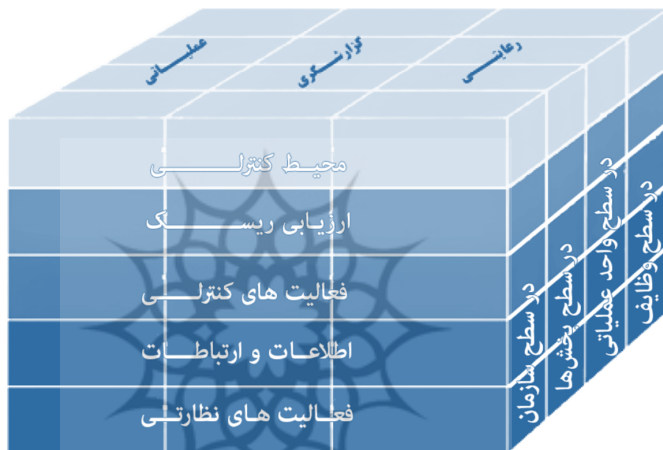 عملیاتی
گزارشگری
رعایتی
محیط کنترلی
ارزیابی ریسک
فعالیت های کنترلی
اطلاعات و ارتباطات
فعالیت های نظارتی
در سطح سازمان
در سطح بخش‌ها
در سطح واحد عملیاتی
در سطح وظایف